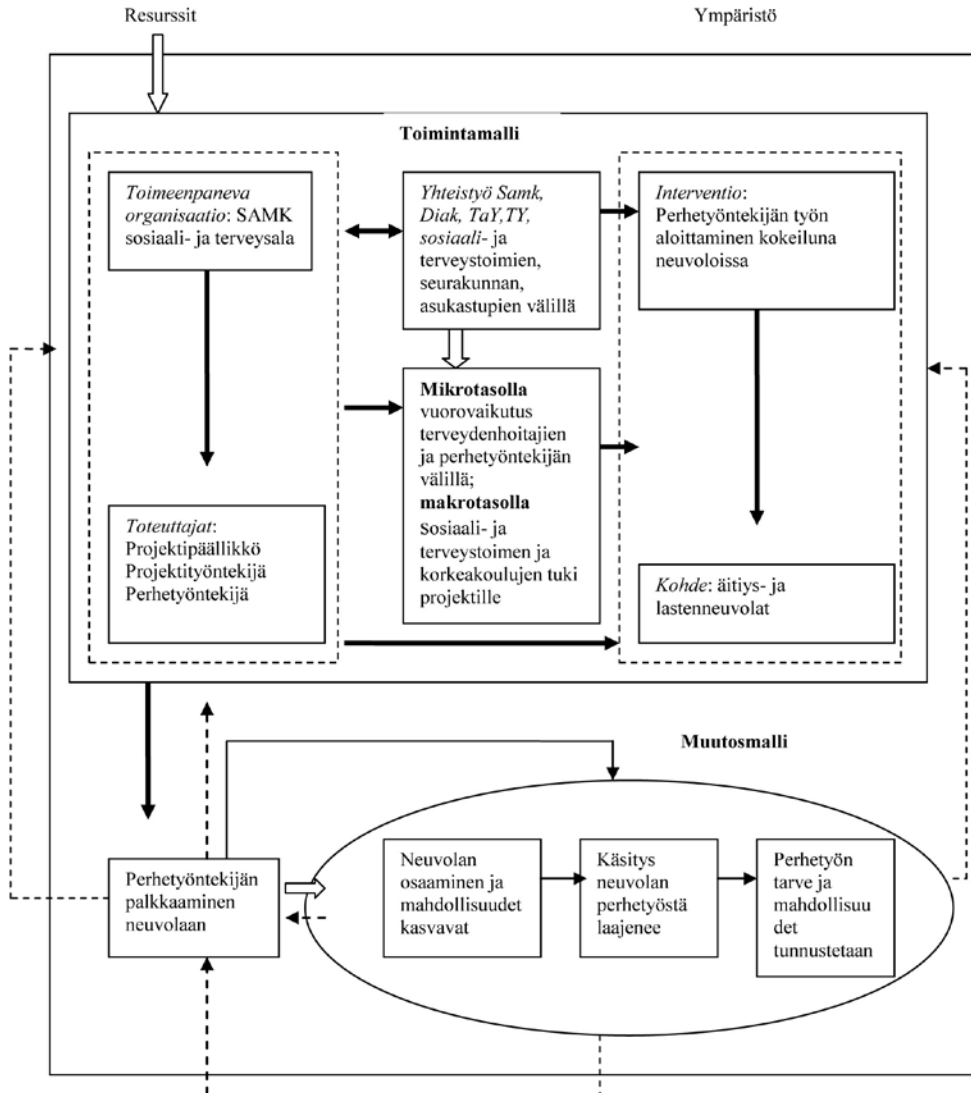 Resurssit
Ympäristö
Toimintamalli
Toimeenpaneva
organisaatio: SAMK
sosiaali- ja terveysala
Yhteistyö Samk,
Diak, TaY,TY,
sosiaali- ja
terveystoimien,
seurakunnan,
asukastupien välillä
Interventio:
Perhetyöntekijän työn
aloittaminen kokeiluna
neuvoloissa
Mikrotasolla
vuorovaikutus
terveydenhoitajien
ja perhetyöntekijän
välillä;
makrotasolla
Sosiaali- ja
terveystoimen ja
korkeakoulujen tuki
projektille
Toteuttajat:
Projektipäällikkö
Projektityöntekijä
Perhetyöntekijä
Kohde: äitiys- ja
lastenneuvolat
Muutosmalli
Perhetyöntekijän
palkkaaminen
neuvolaan
Neuvolan
osaaminen ja
mahdollisuudet
kasvavat
Käsitys
neuvolan
perhetyöstä
laajenee
Perhetyön
tarve ja
mahdollisuu
det
tunnustetaan